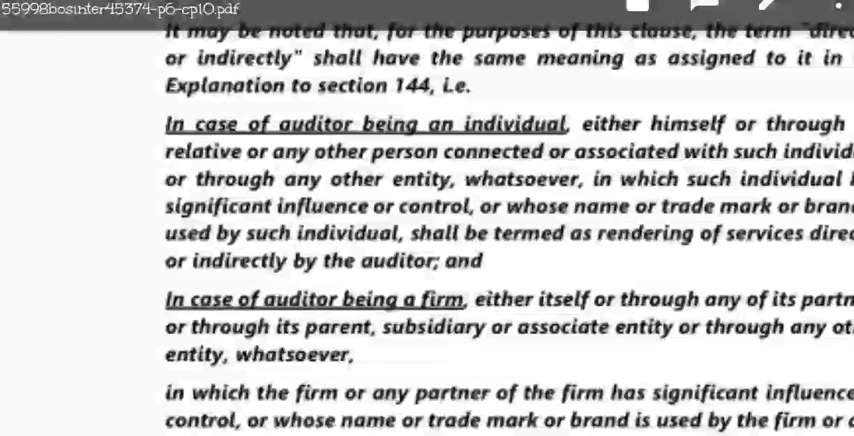 55998bosinter45374-p6-cp10.pdf
It may be noted that, for the purposes of this clause, the term "direc
or indirectly" shall have the same meaning as assigned to it in
Explanation to section 144, i.e.
In case of auditor being an individual, either himself or through
relative or any other person connected or associated with such individ
or through any other entity, whatsoever, in which such individual
significant influence or control, or whose name or trade mark or bran
used by such individual, shall be termed as rendering of services direc
or indirectly by the auditor; and
In case of auditor being a firm, either itself or through any of its partn
or through its parent, subsidiary or associate entity or through any ot
entity, whatsoever,
in which the firm or any partner of the firm has significant influence
control, or whose name or trade mark or brand is used by the firm or